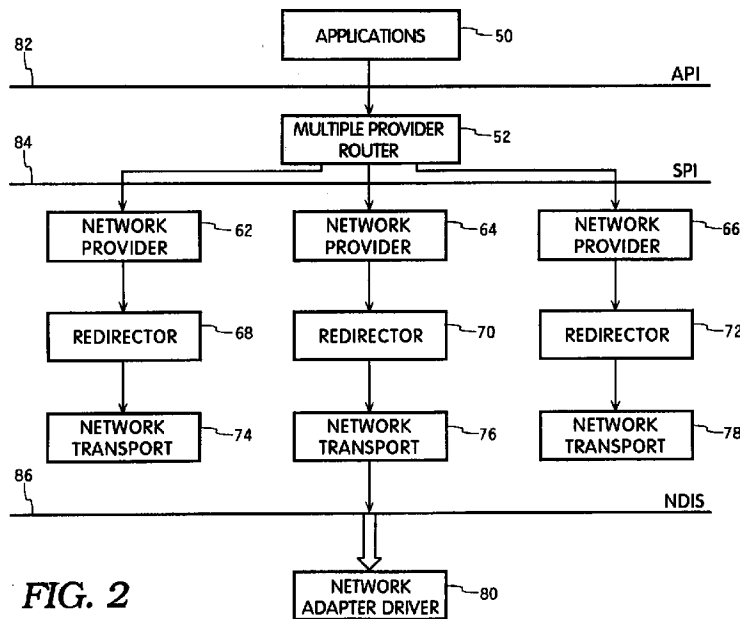 APPLICATIONS
50
82
API
MULTIPLE PROVIDER
ROUTER
52
84
SPI
NETWORK
PROVIDER
62
NETWORK
PROVIDER
64
NETWORK
PROVIDER
66
REDIRECTOR
68
REDIRECTOR
70
REDIRECTOR
72
NETWORK
TRANSPORT
74
NETWORK
TRANSPORT
76
NETWORK
TRANSPORT
78
86
NDIS
NETWORK
ADAPTER DRIVER
80
FIG. 2